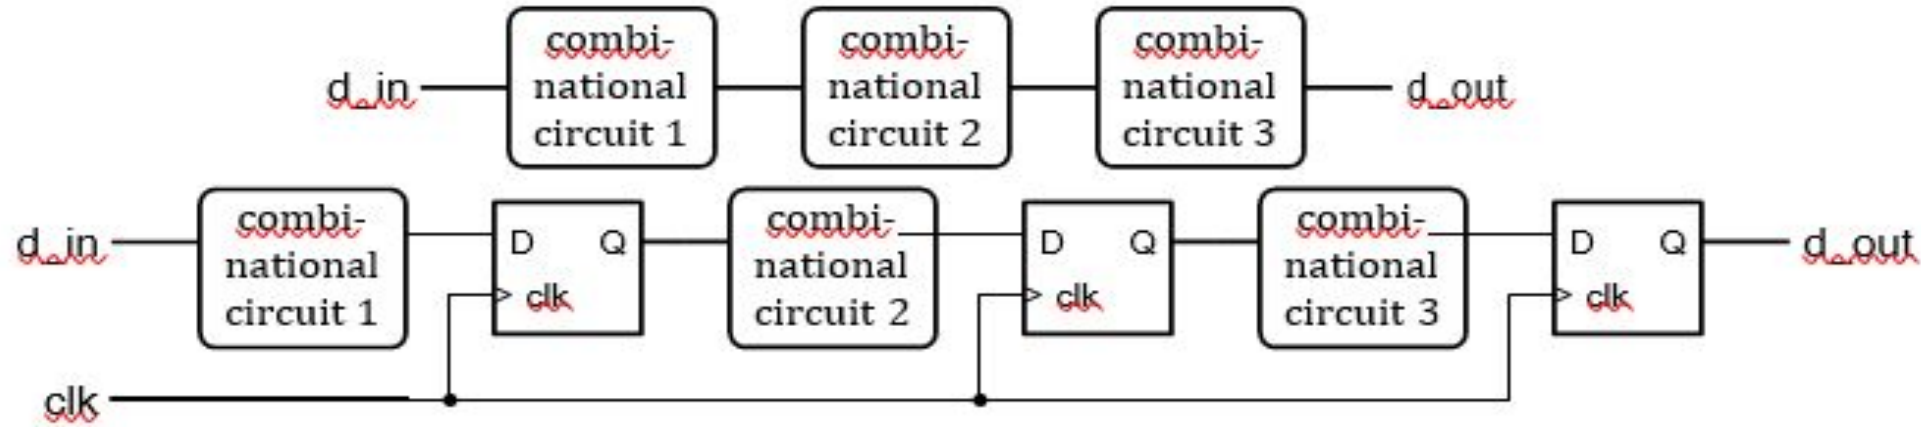 d_in
combi-
national
circuit 1
combi-
national
circuit 2
combi-
national
circuit 3
d_out
d_in
combi-
national
circuit 1
D Q
clk
combi-
national
circuit 2
D Q
clk
combi-
national
circuit 3
D Q
clk
d_out
clk